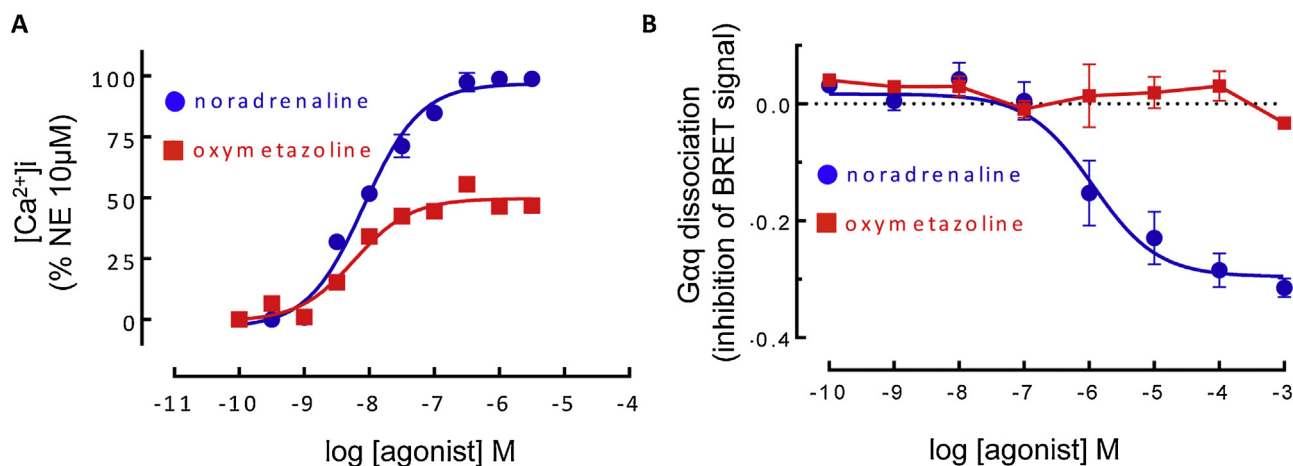 A
[Ca²⁺]i
(% NE 10µM)
100
75
50
25
0
noradrenaline
oxymetazoline
-11 -10 -9 -8 -7 -6 -5 -4
log [agonist] M
B
Gαq dissociation
(inhibition of BRET signal)
0.0
-0.2
-0.4
noradrenaline
oxymetazoline
-10 -9 -8 -7 -6 -5 -4 -3
log [agonist] M